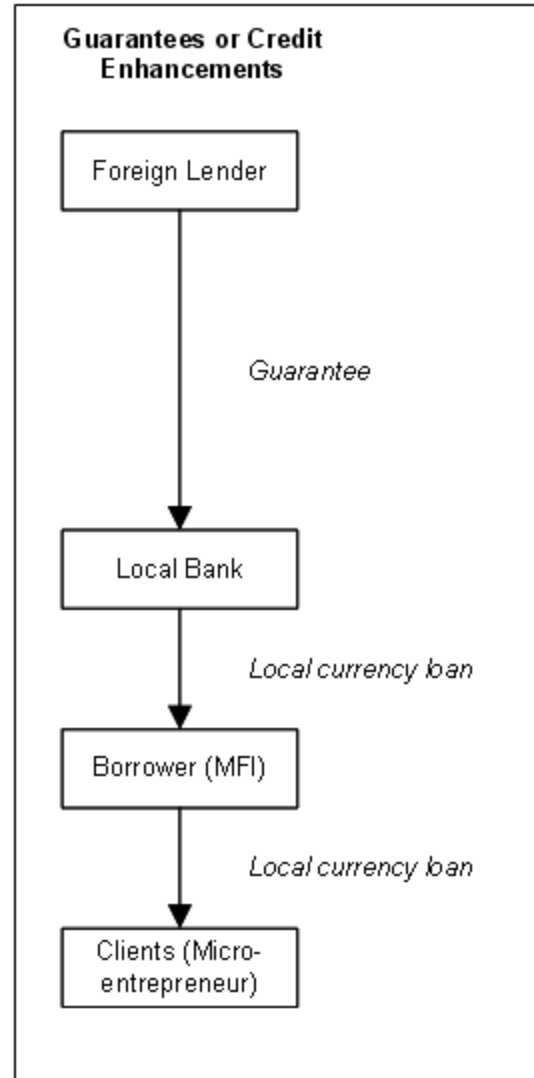 Guarantees or Credit
Enhancements
Foreign Lender
Guarantee
Local Bank
Local currency loan
Borrower (MFI)
Local currency loan
Clients (Micro-
entrepreneur)